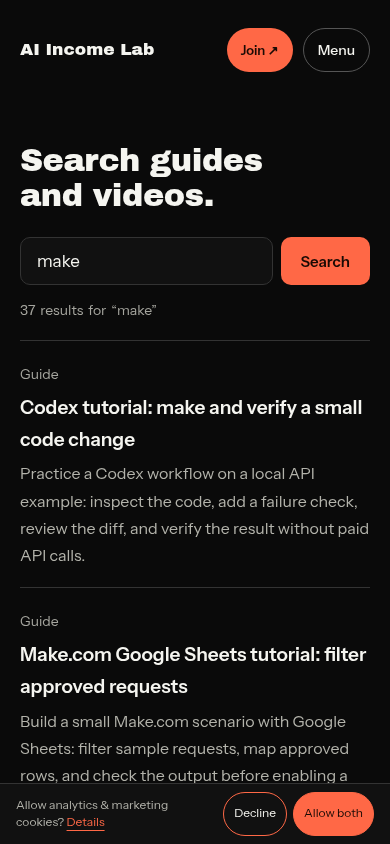 AI Income Lab
Join ↗
Menu
Search guides
and videos.
make
Search
37 results for “make”
Guide
Codex tutorial: make and verify a small
code change
Practice a Codex workflow on a local API
example: inspect the code, add a failure check,
review the diff, and verify the result without paid
API calls.
Guide
Make.com Google Sheets tutorial: filter
approved requests
Build a small Make.com scenario with Google
Sheets: filter sample requests, map approved
rows, and check the output before enabling a
Allow analytics & marketing
cookies? Details
Decline
Allow both